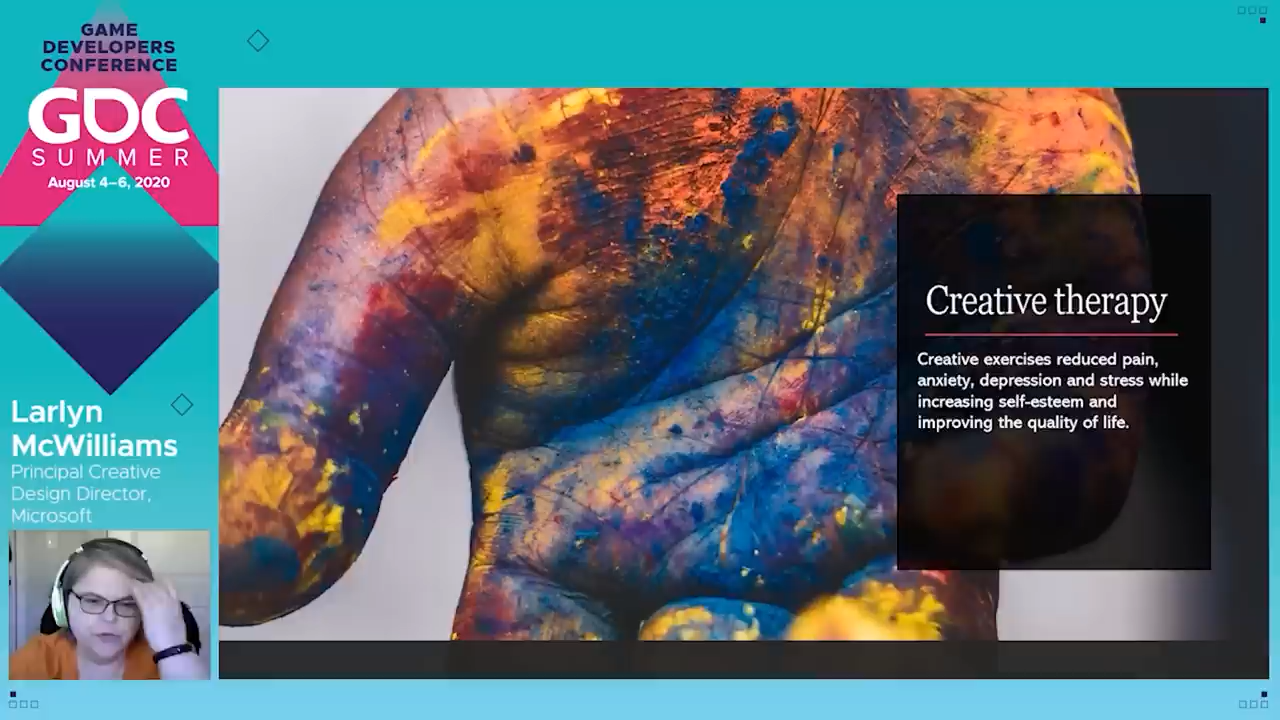 GAME
DEVELOPERS
CONFERENCE
GDC
SUMMER
August 4–6, 2020
Larlyn
McWilliams
Principal Creative
Design Director,
Microsoft
Creative therapy
Creative exercises reduced pain,
anxiety, depression and stress while
increasing self-esteem and
improving the quality of life.